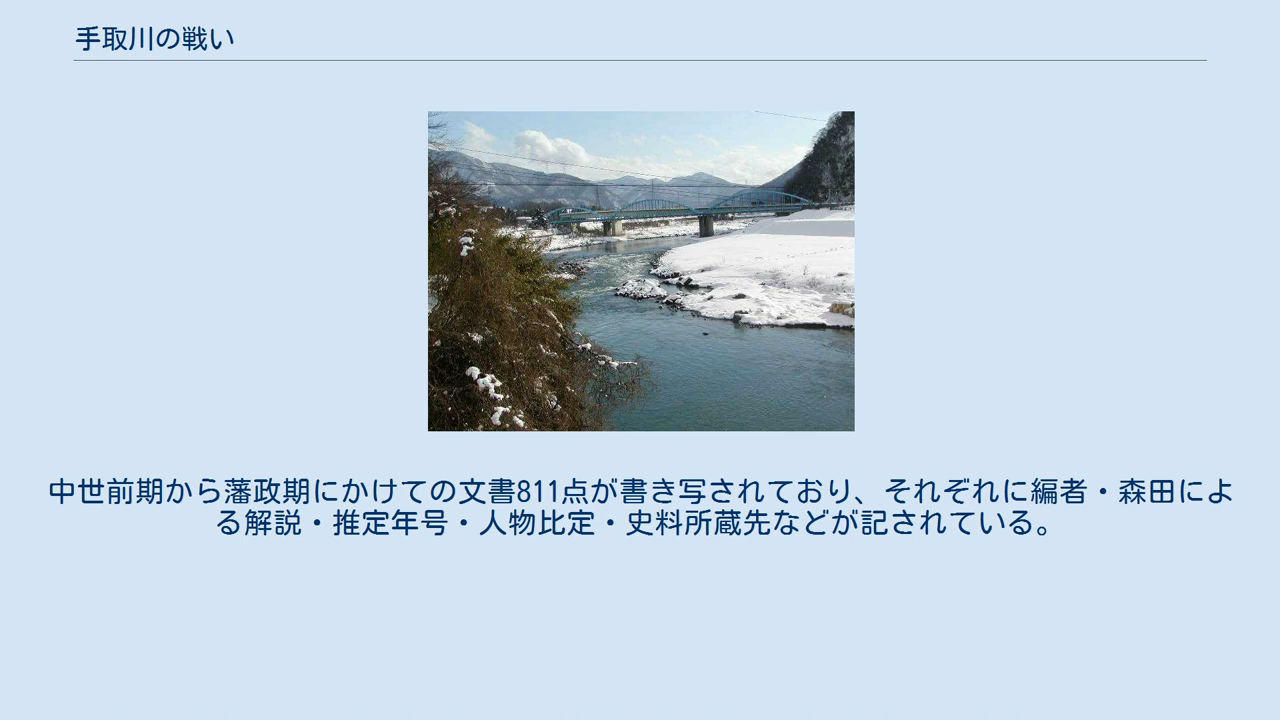 手取川の戦い
中世前期から藩政期にかけての文書811点が書き写されており、それぞれに編者・森田によ
る解説・推定年号・人物比定・史料所蔵先などが記されている。